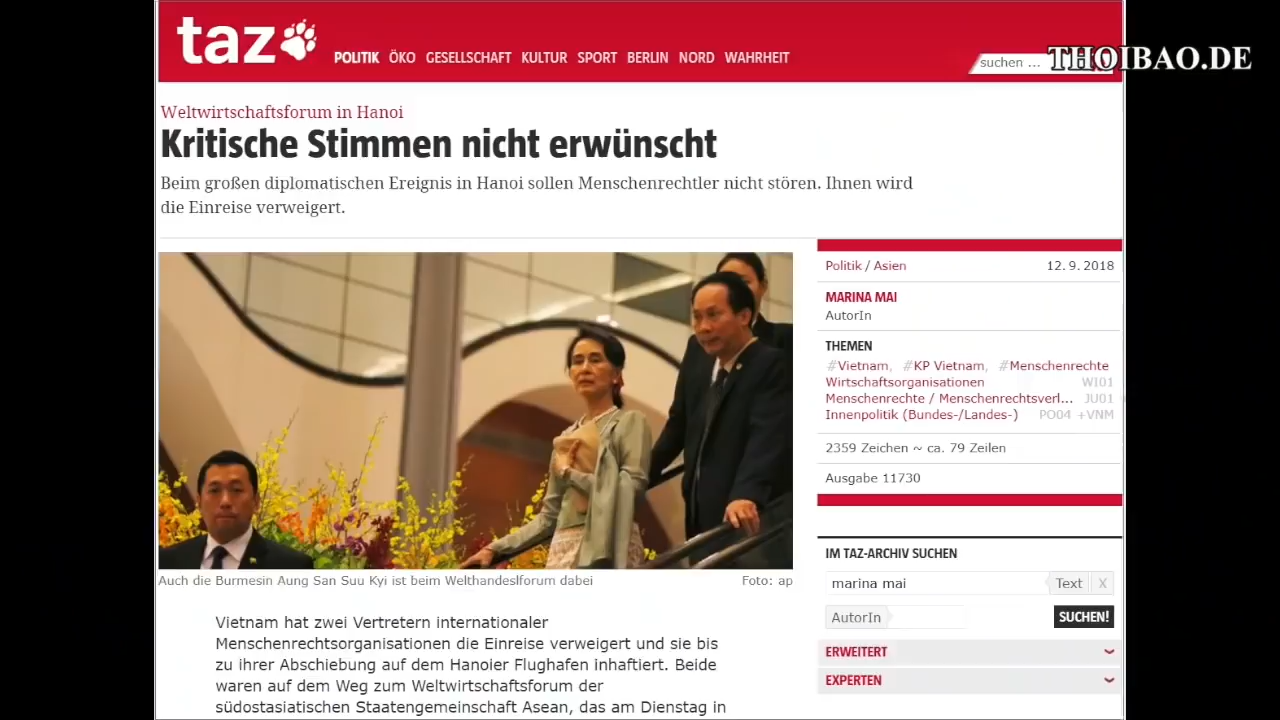 taz
POLITIK ÖKO GESELLSCHAFT KULTUR SPORT BERLIN NORD WAHRHEIT
suchen ...
THOIBAO.DE
Weltwirtschaftsforum in Hanoi
Kritische Stimmen nicht erwünscht
Beim großen diplomatischen Ereignis in Hanoi sollen Menschenrechtler nicht stören. Ihnen wird
die Einreise verweigert.
Auch die Burmesin Aung San Suu Kyi ist beim Welthandeslforum dabei
Foto: ap
Vietnam hat zwei Vertretern internationaler
Menschenrechtsorganisationen die Einreise verweigert und sie bis
zu ihrer Abschiebung auf dem Hanoier Flughafen inhaftiert. Beide
waren auf dem Weg zum Weltwirtschaftsforum der
südostasiatischen Staatengemeinschaft Asean, das am Dienstag in
Politik / Asien 12. 9. 2018
MARINA MAI
AutorIn
THEMEN
#Vietnam, #KP Vietnam, #Menschenrechte
Wirtschaftsorganisationen WI01
Menschenrechte / Menschenrechtsverl... JU01
Innenpolitik (Bundes-/Landes-) PO04 +VNM
2359 Zeichen ~ ca. 79 Zeilen
Ausgabe 11730
IM TAZ-ARCHIV SUCHEN
marina mai Text X
AutorIn SUCHEN!
ERWEITERT
EXPERTEN